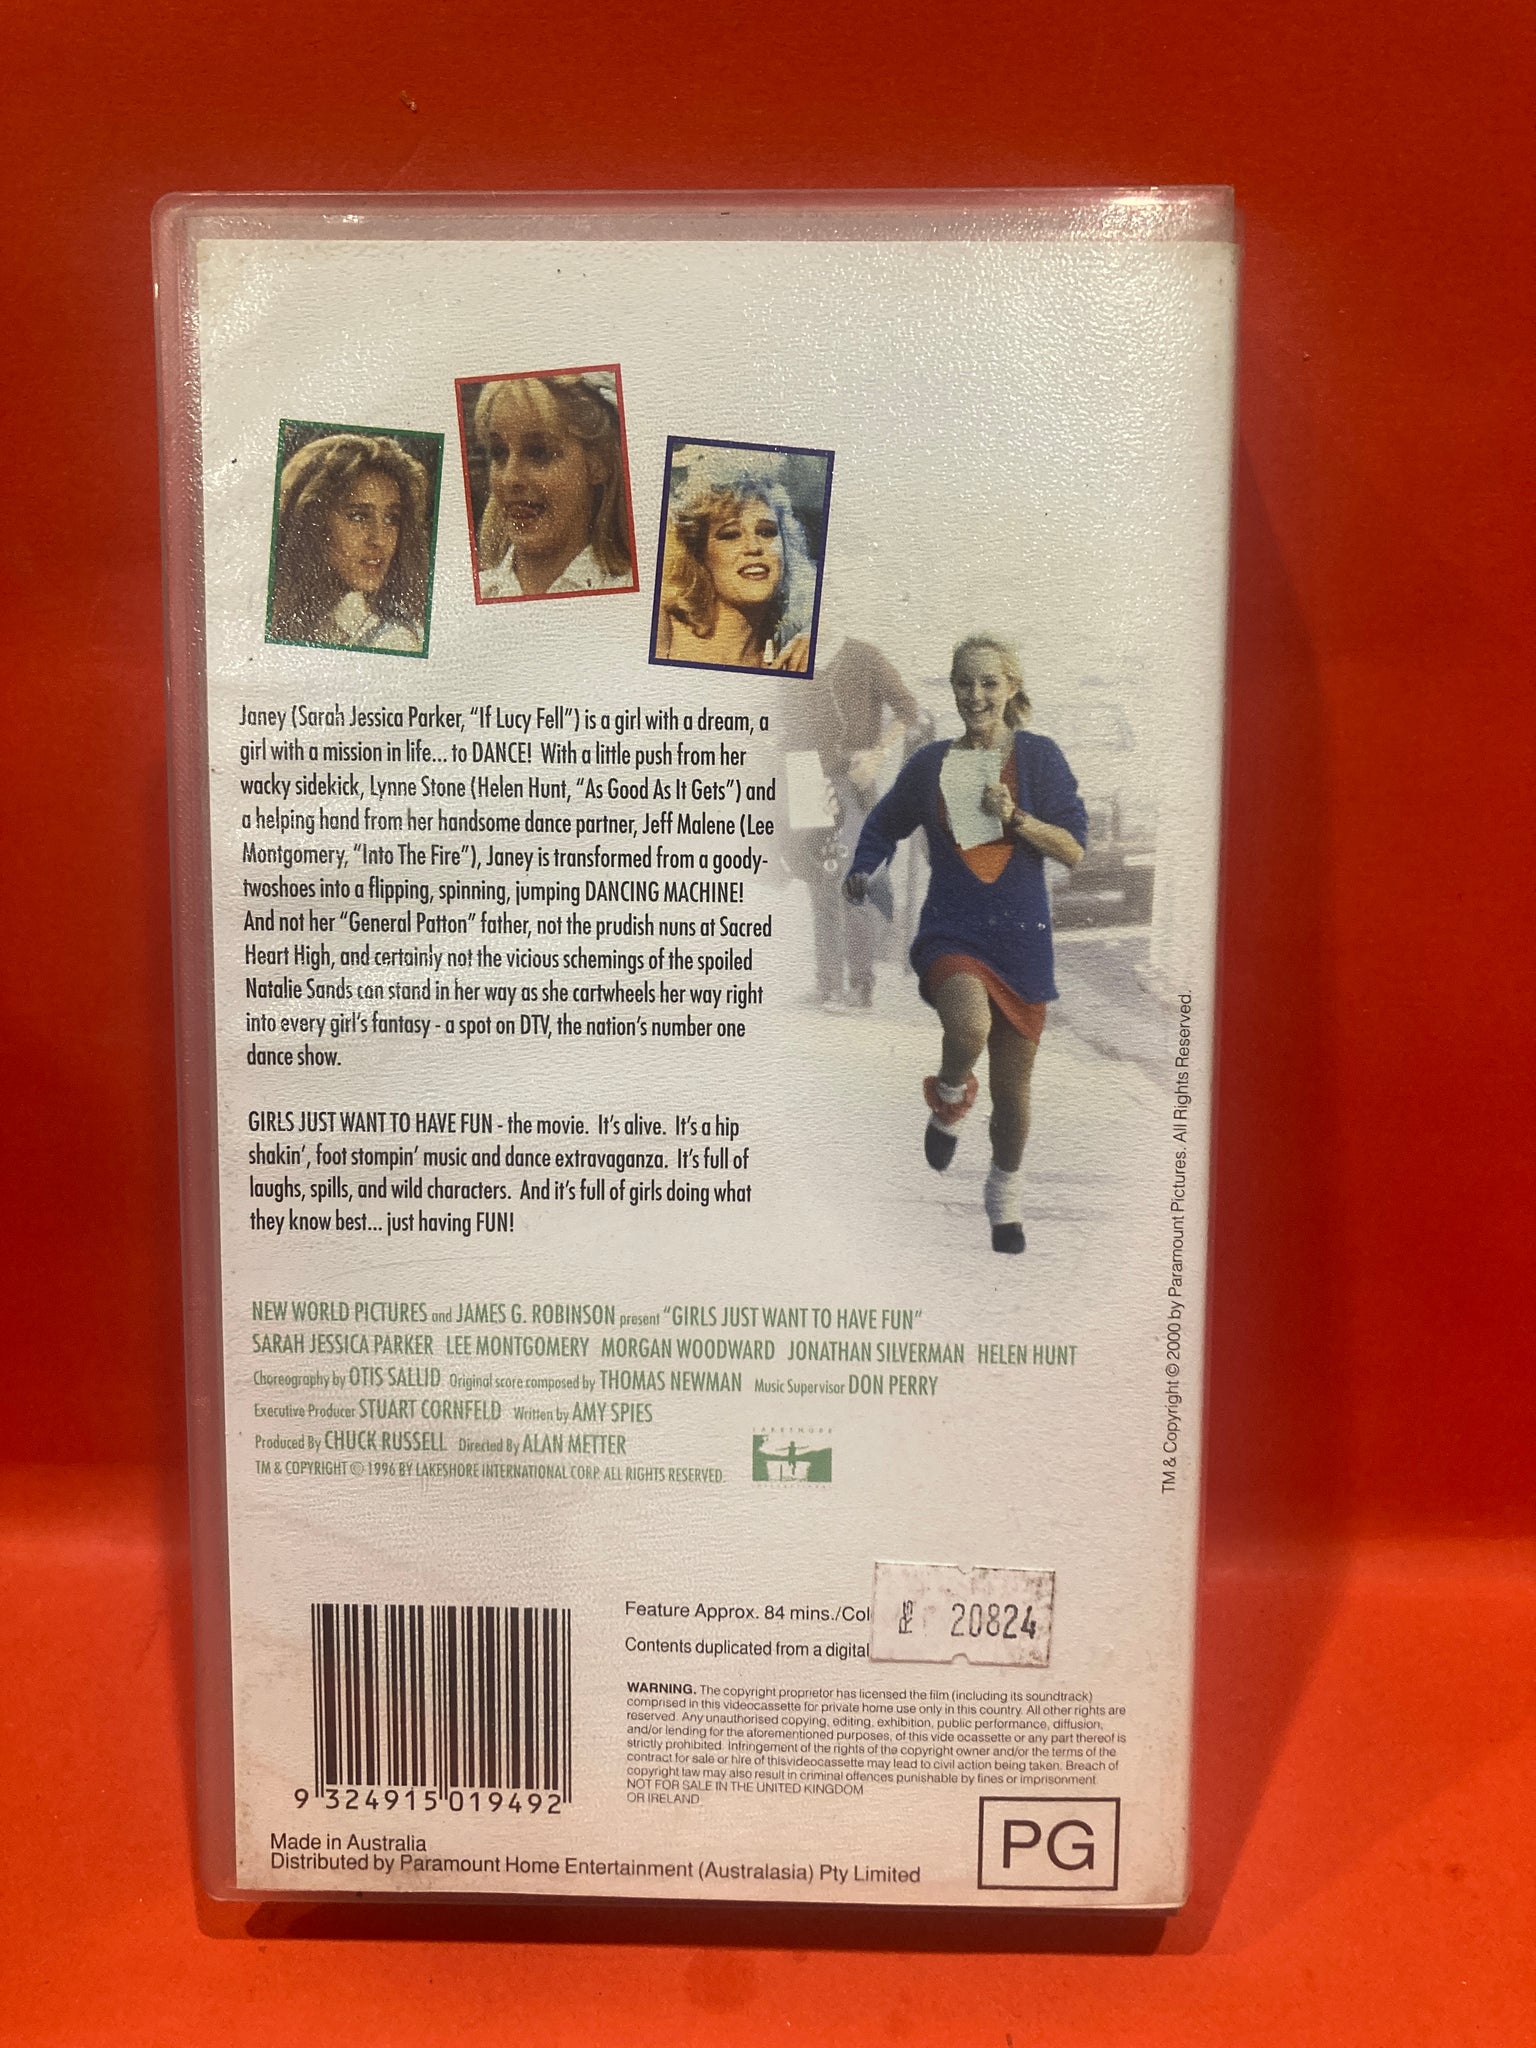 Janey (Sarah Jessica Parker, "If Lucy Fell") is a girl with a dream, a
girl with a mission in life... to DANCE! With a little push from her
wacky sidekick, Lynne Stone (Helen Hunt, "As Good As It Gets") and
a helping hand from her handsome dance partner, Jeff Malene (Lee
Montgomery, "Into The Fire"), Janey is transformed from a goody-
twoshoes into a flipping, spinning, jumping DANCING MACHINE!
And not her "General Patton" father, not the prudish nuns at Sacred
Heart High, and certainly not the vicious schemings of the spoiled
Natalie Sands can stand in her way as she cartwheels her way right
into every girl's fantasy - a spot on DTV, the nation's number one
dance show.
GIRLS JUST WANT TO HAVE FUN - the movie. It's alive. It's a hip
shakin', foot stompin' music and dance extravaganza. It's full of
laughs, spills, and wild characters. And it's full of girls doing what
they know best... just having FUN!
NEW WORLD PICTURES and JAMES G. ROBINSON present "GIRLS JUST WANT TO HAVE FUN"
SARAH JESSICA PARKER LEE MONTGOMERY MORGAN WOODWARD JONATHAN SILVERMAN HELEN HUNT
Choreography by OTIS SALLID Original score composed by THOMAS NEWMAN Music Supervisor DON PERRY
Executive Producer STUART CORNFELD Written by AMY SPIES
Produced By CHUCK RUSSELL Directed By ALAN METTER
TM & COPYRIGHT © 1996 BY LAKESHORE INTERNATIONAL CORP. ALL RIGHTS RESERVED.
LAKESHORE
TM & Copyright © 2000 by Paramount Pictures. All Rights Reserved.
Feature Approx. 84 mins./Col
Contents duplicated from a digital
20824
WARNING. The copyright proprietor has licensed the film (including its soundtrack)
comprised in this videocassette for private home use only in this country. All other rights are
reserved. Any unauthorised copying, editing, exhibition, public performance, diffusion,
and/or lending for the aforementioned purposes, of this vide ocassette or any part thereof is
strictly prohibited. Infringement of the rights of the copyright owner and/or the terms of the
contract for sale or hire of thisvideocassette may lead to civil action being taken. Breach of
copyright law may also result in criminal offences punishable by fines or imprisonment
NOT FOR SALE IN THE UNITED KINGDOM
OR IRELAND
9 324915 019492
Made in Australia
Distributed by Paramount Home Entertainment (Australasia) Pty Limited
PG